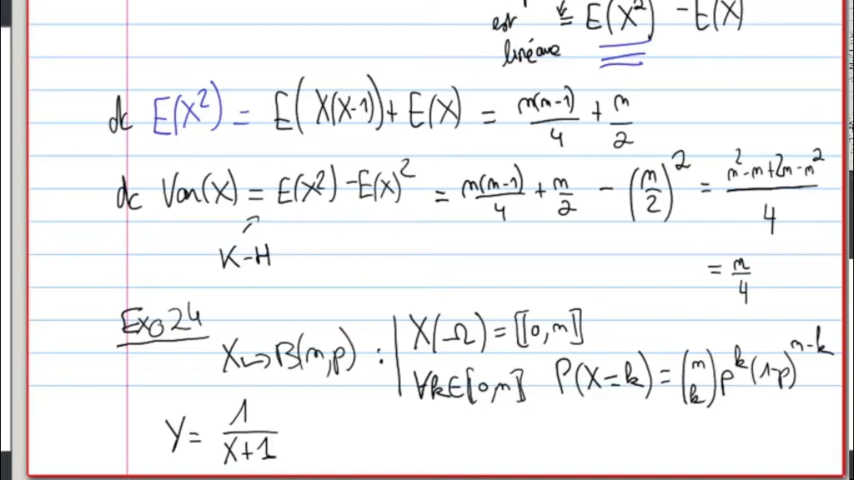 est = E(X²) - E(X)
linéaire
dc E(X²) = E(X(X-1)) + E(X) = n(n-1)/4 + n/2
dc Var(X) = E(X²) - E(X)² = n(n-1)/4 + n/2 - (n/2)² = (n²-n+2n-n²)/4
K-H
= n/4
Exo 24
X↪B(n,p) : | X(Ω) = [[0,n]]
∀k∈[0,n] P(X=k) = (n k) p^k (1-p)^(n-k)
Y = 1/(X+1)